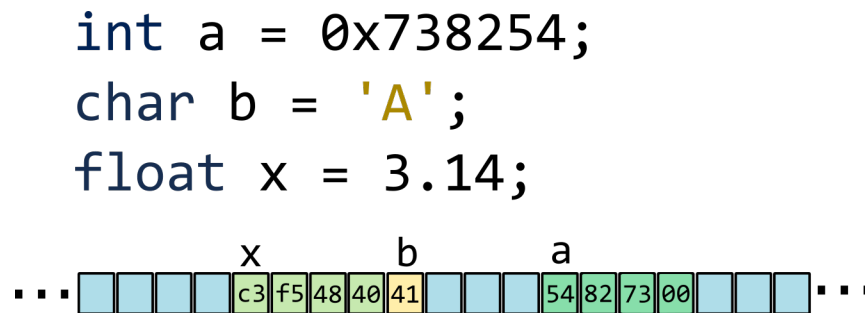 int a = 0x738254;
char b = 'A';
float x = 3.14;
x b a
... c3 f5 48 40 41 54 82 73 00 ...